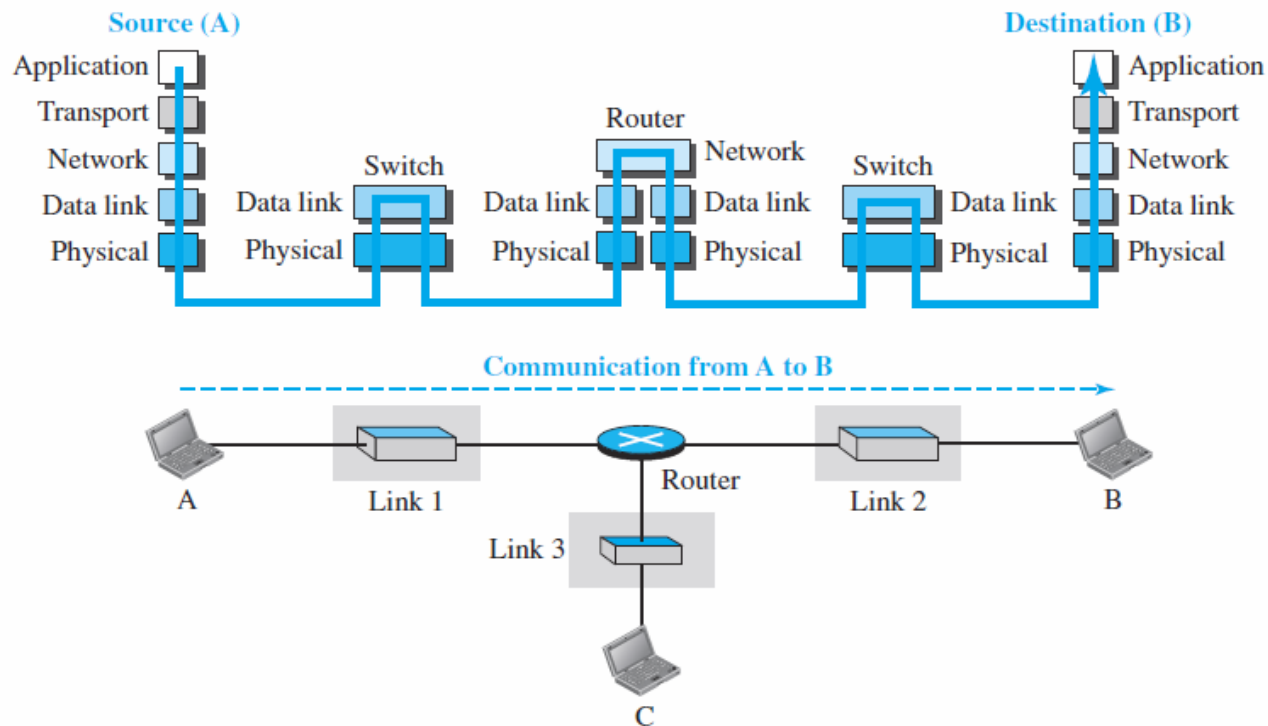 Source (A)
Destination (B)
Application
Transport
Network
Data link
Physical
Switch
Data link
Physical
Router
Network
Data link
Data link
Physical
Physical
Switch
Data link
Physical
Application
Transport
Network
Data link
Physical
Communication from A to B
A
Link 1
Router
Link 2
B
Link 3
C